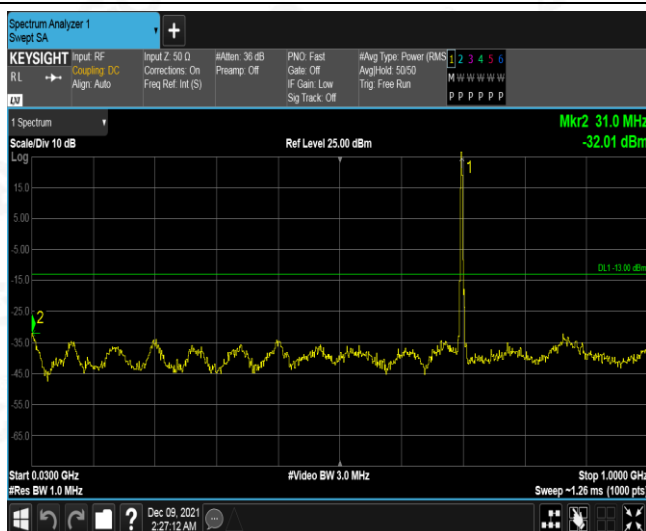 Spectrum Analyzer 1
Swept SA
+
KEYSIGHT
RL
Input: RF
Coupling: DC
Align: Auto
Input Z: 50 Ω
Corrections: On
Freq Ref: Int (S)
#Atten: 36 dB
Preamp: Off
PNO: Fast
Gate: Off
IF Gain: Low
Sig Track: Off
#Avg Type: Power (RMS
Avg|Hold: 50/50
Trig: Free Run
1 2 3 4 5 6
M W W W W W
P P P P P P
1 Spectrum
Mkr2 31.0 MHz
-32.01 dBm
Scale/Div 10 dB
Ref Level 25.00 dBm
Log
15.0
5.00
-5.00
-15.0
-25.0
-35.0
-45.0
-55.0
-65.0
1
DL1 -13.00 dBm
2
Start 0.0300 GHz
#Video BW 3.0 MHz
Stop 1.0000 GHz
#Res BW 1.0 MHz
Sweep ~1.26 ms (1000 pts)
?
Dec 09, 2021
2:27:12 AM